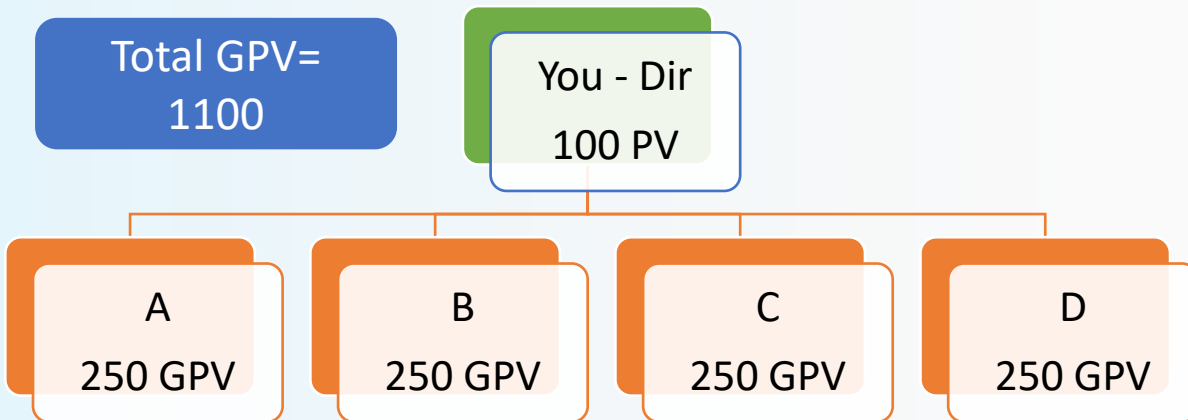 Total GPV=
1100
You - Dir
100 PV
A
250 GPV
B
250 GPV
C
250 GPV
D
250 GPV